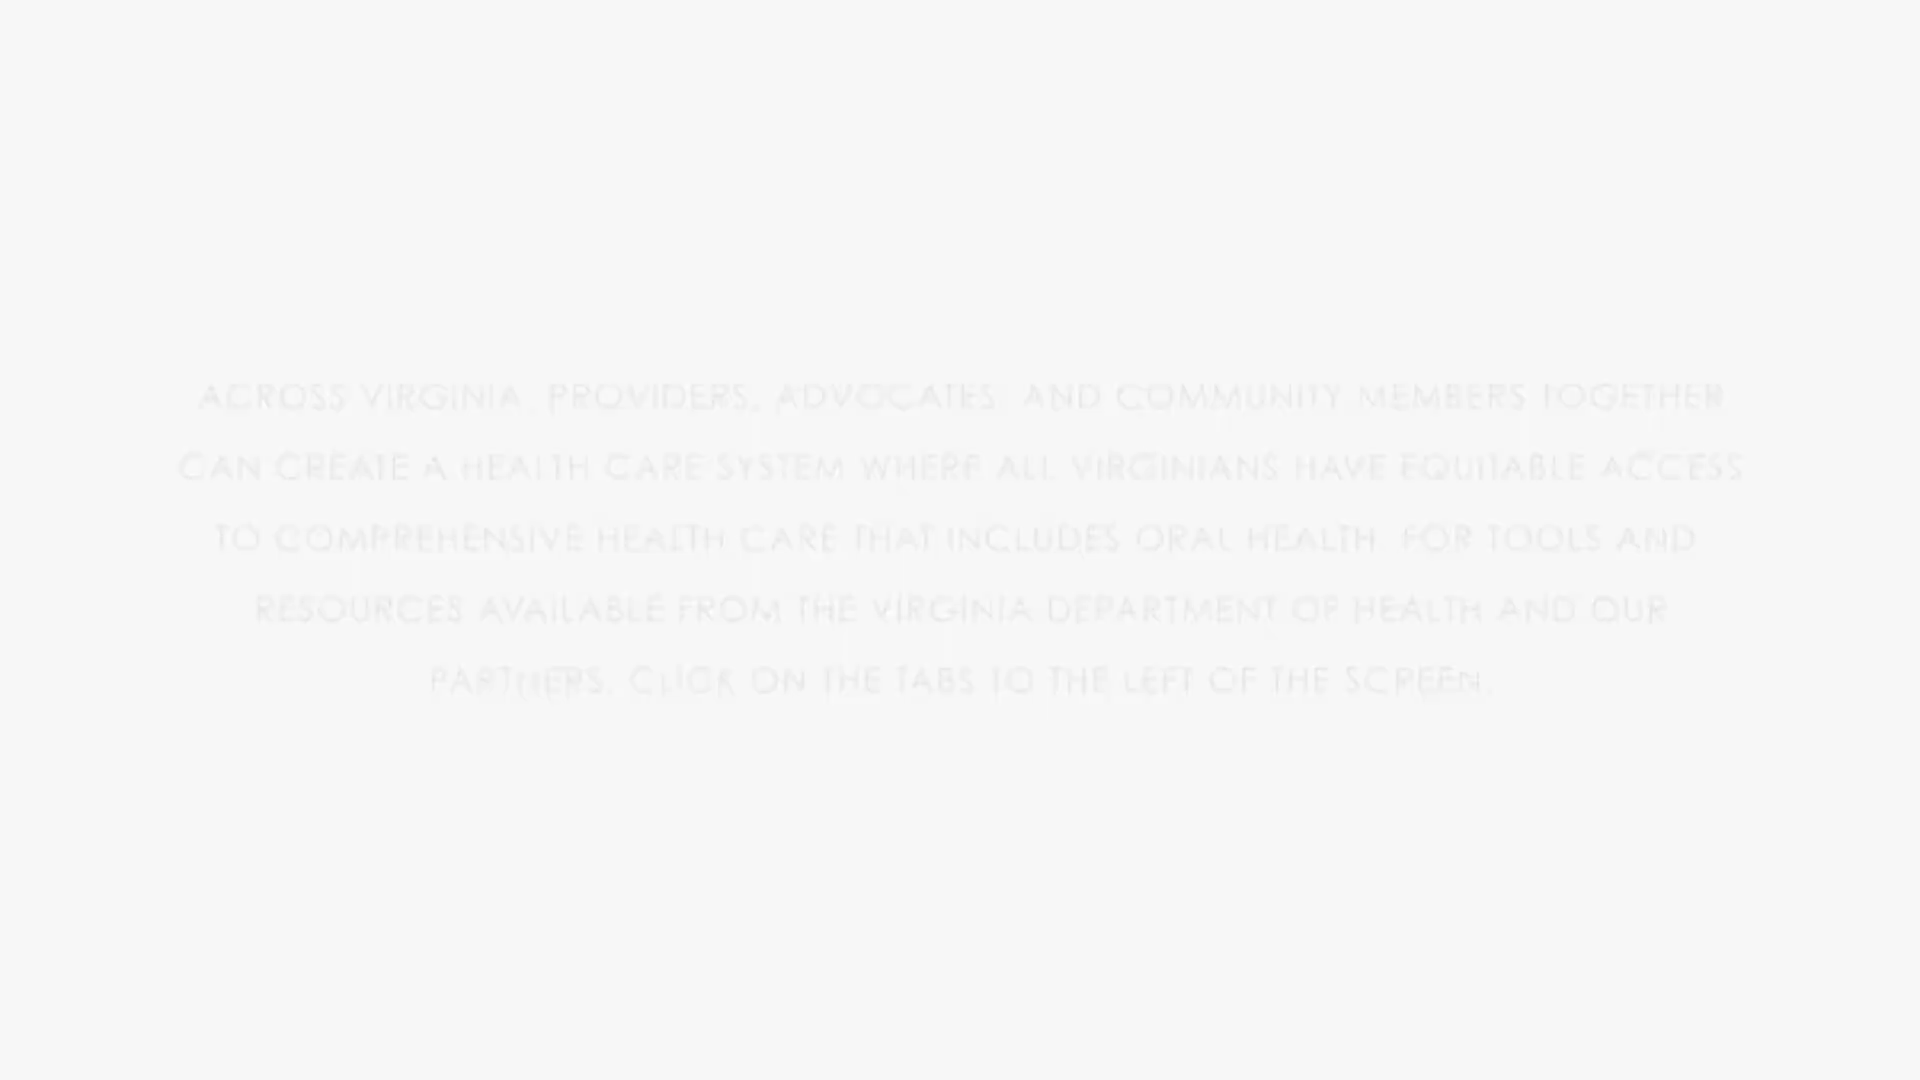 ACROSS VIRGINIA, PROVIDERS, ADVOCATES, AND COMMUNITY MEMBERS TOGETHER
CAN CREATE A HEALTH CARE SYSTEM WHERE ALL VIRGINIANS HAVE EQUITABLE ACCESS
TO COMPREHENSIVE HEALTH CARE THAT INCLUDES ORAL HEALTH. FOR TOOLS AND
RESOURCES AVAILABLE FROM THE VIRGINIA DEPARTMENT OF HEALTH AND OUR
PARTNERS, CLICK ON THE TABS TO THE LEFT OF THE SCREEN.